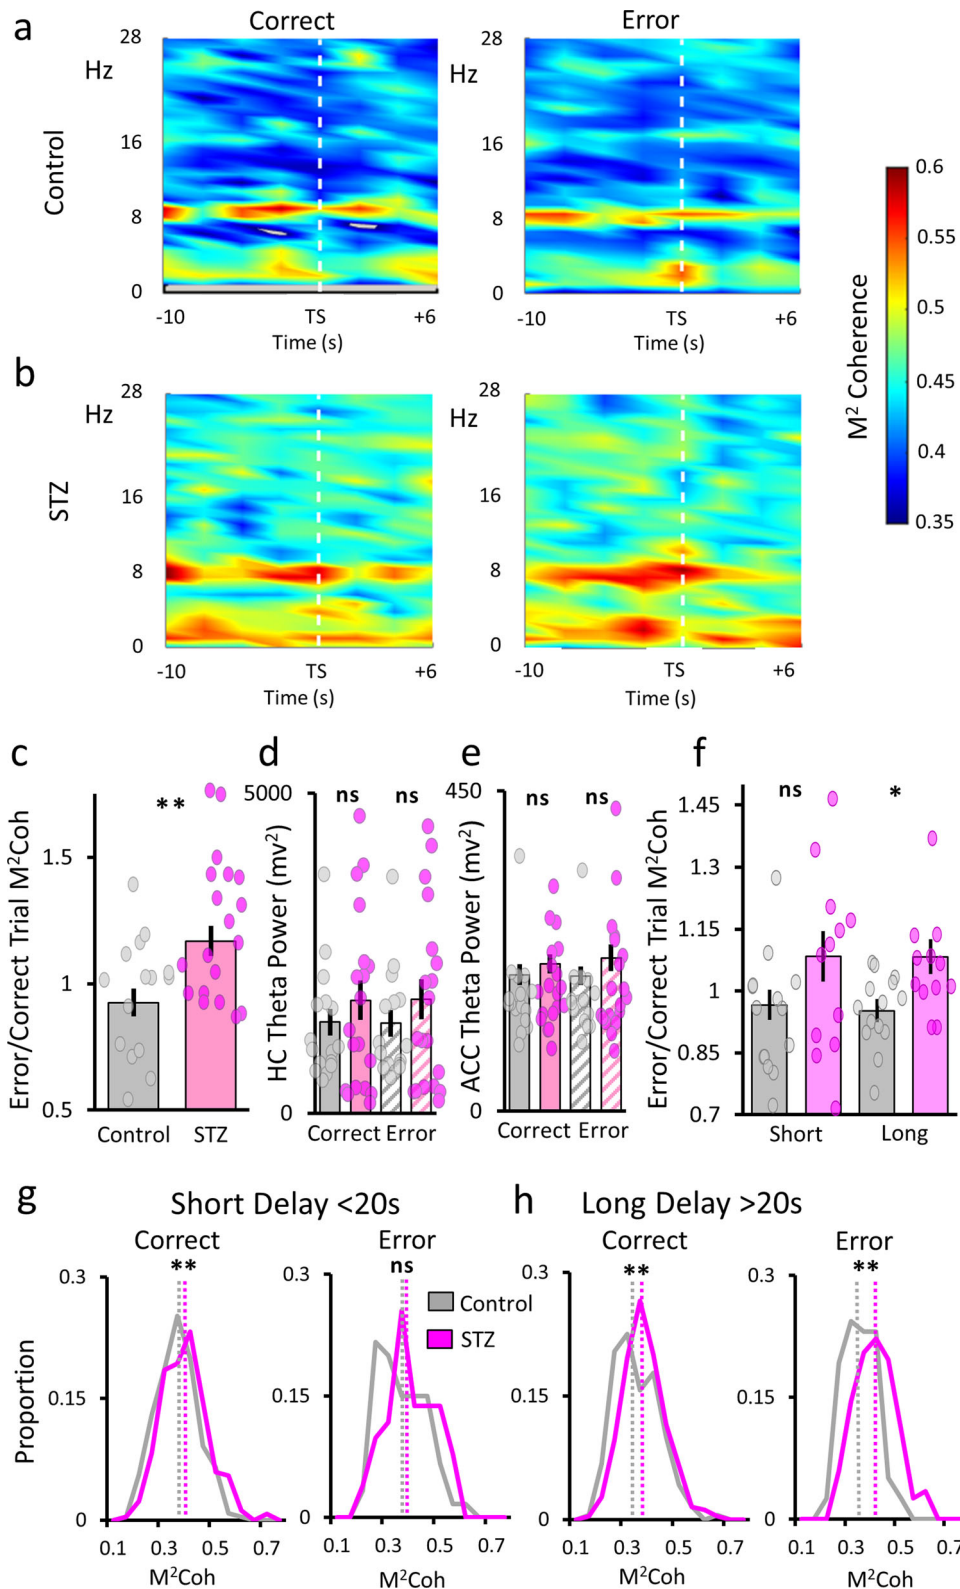 a
Correct
Error
Control
Hz
28
16
8
0
-10
TS
+6
Time (s)
Hz
28
16
8
0
-10
TS
+6
Time (s)
0.6
0.55
0.5
0.45
0.4
0.35
M² Coherence
b
STZ
Hz
28
16
8
0
-10
TS
+6
Time (s)
Hz
28
16
8
0
-10
TS
+6
Time (s)
c
Error/Correct Trial M²Coh
1.5
1
0.5
**
Control STZ
d
HC Theta Power (mv²)
5000
0
ns ns
Correct Error
e
ACC Theta Power (mv²)
450
0
ns ns
Correct Error
f
Error/Correct Trial M²Coh
1.45
1.3
1.15
1
0.85
0.7
ns *
Short Long
g
Short Delay <20s
Correct
**
Proportion
0.3
0.15
0
0.1 0.3 0.5 0.7
M²Coh
Error
ns
0.3
0.15
0
0.1 0.3 0.5 0.7
M²Coh
Control
STZ
h
Long Delay >20s
Correct
**
0.3
0.15
0
0.1 0.3 0.5 0.7
M²Coh
Error
**
0.3
0.15
0
0.1 0.3 0.5 0.7
M²Coh